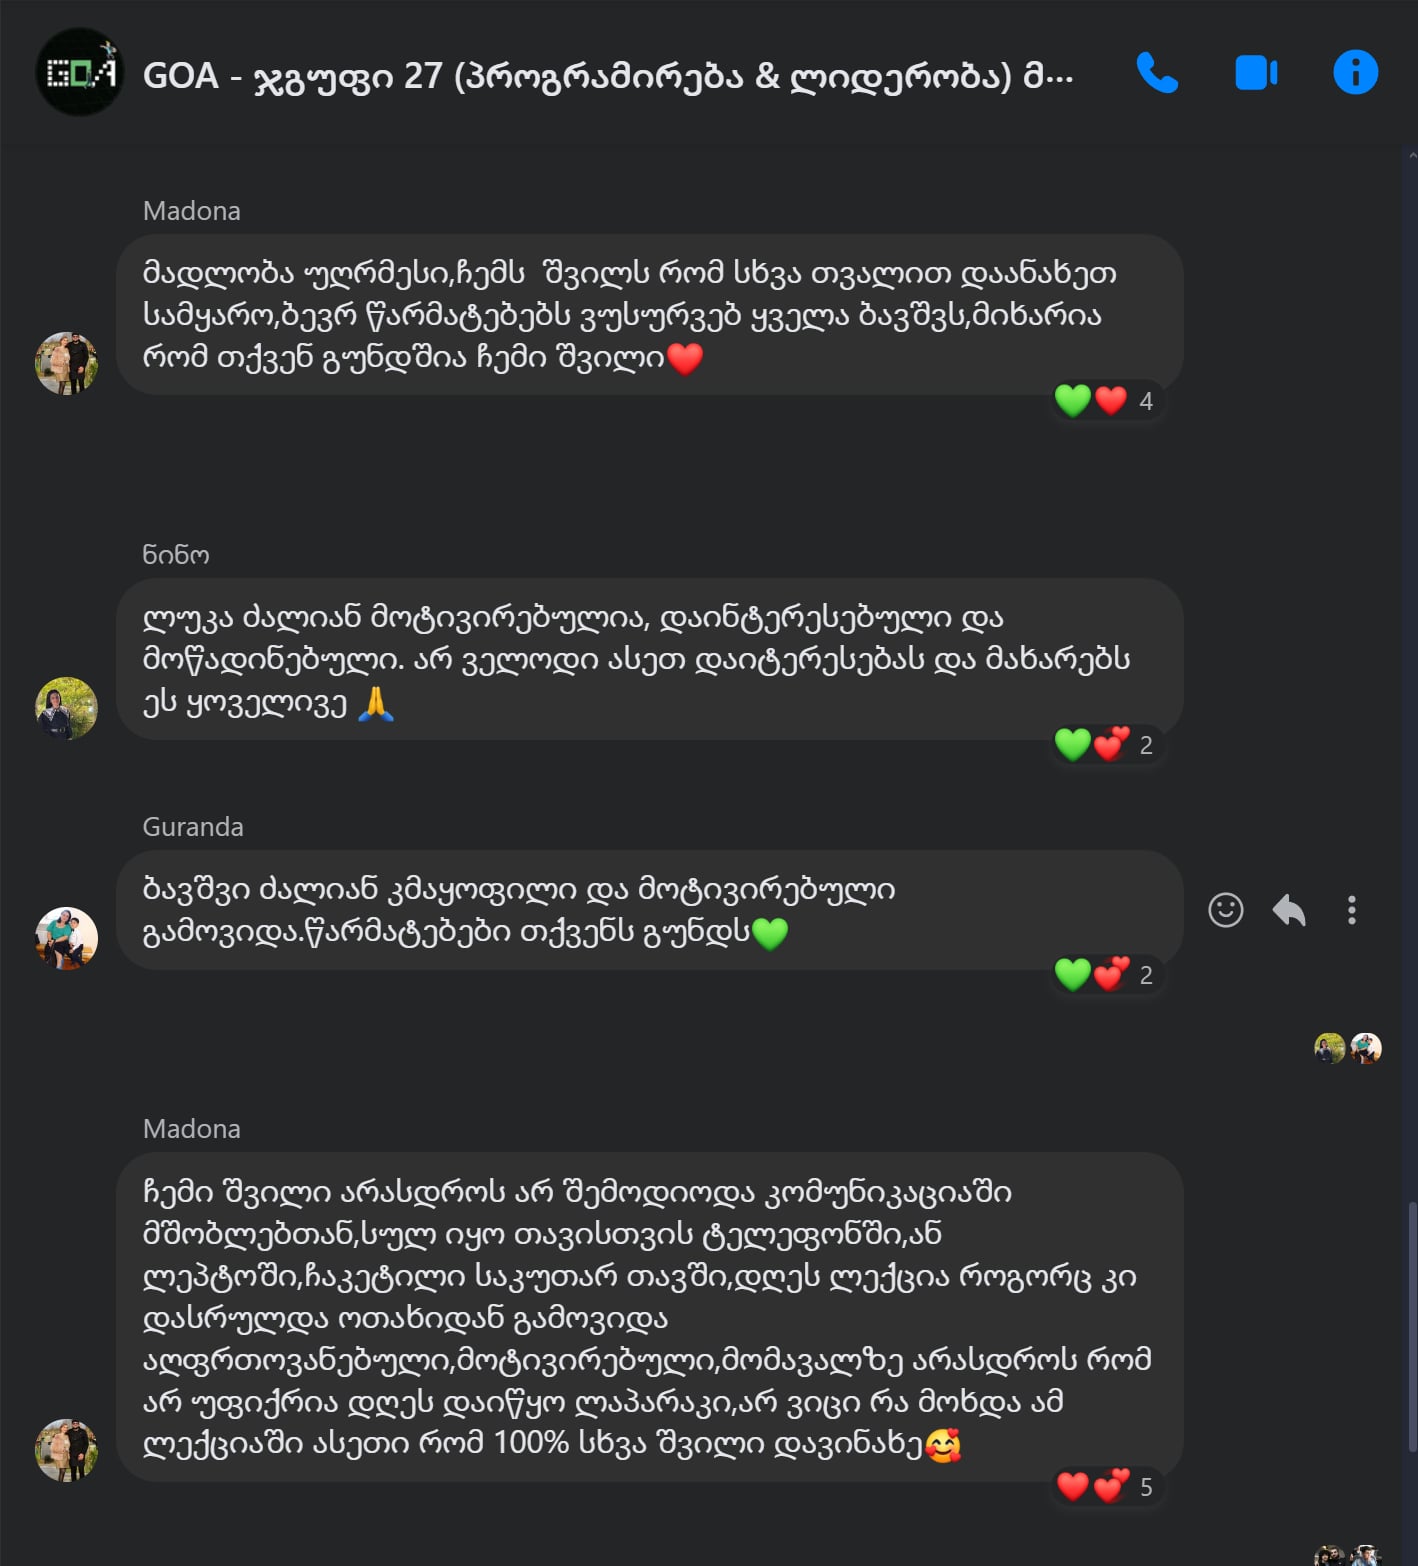 GOA
GOA - ჯგუფი 27 (პროგრამირება & ლიდერობა) მ...
Madona
მადლობა უღრმესი,ჩემს შვილს რომ სხვა თვალით დაანახეთ
სამყარო,ბევრ წარმატებებს ვუსურვებ ყველა ბავშვს,მიხარია
რომ თქვენ გუნდშია ჩემი შვილი❤️
💚❤️ 4
ნინო
ლუკა ძალიან მოტივირებულია, დაინტერესებული და
მოწადინებული. არ ველოდი ასეთ დაიტერესებას და მახარებს
ეს ყოველივე 🙏
💚💞 2
Guranda
ბავშვი ძალიან კმაყოფილი და მოტივირებული
გამოვიდა.წარმატებები თქვენს გუნდს💚
💚💞 2
Madona
ჩემი შვილი არასდროს არ შემოდიოდა კომუნიკაციაში
მშობლებთან,სულ იყო თავისთვის ტელეფონში,ან
ლეპტოში,ჩაკეტილი საკუთარ თავში,დღეს ლექცია როგორც კი
დასრულდა ოთახიდან გამოვიდა
აღფრთოვანებული,მოტივირებული,მომავალზე არასდროს რომ
არ უფიქრია დღეს დაიწყო ლაპარაკი,არ ვიცი რა მოხდა ამ
ლექციაში ასეთი რომ 100% სხვა შვილი დავინახე🥰
❤️💞 5